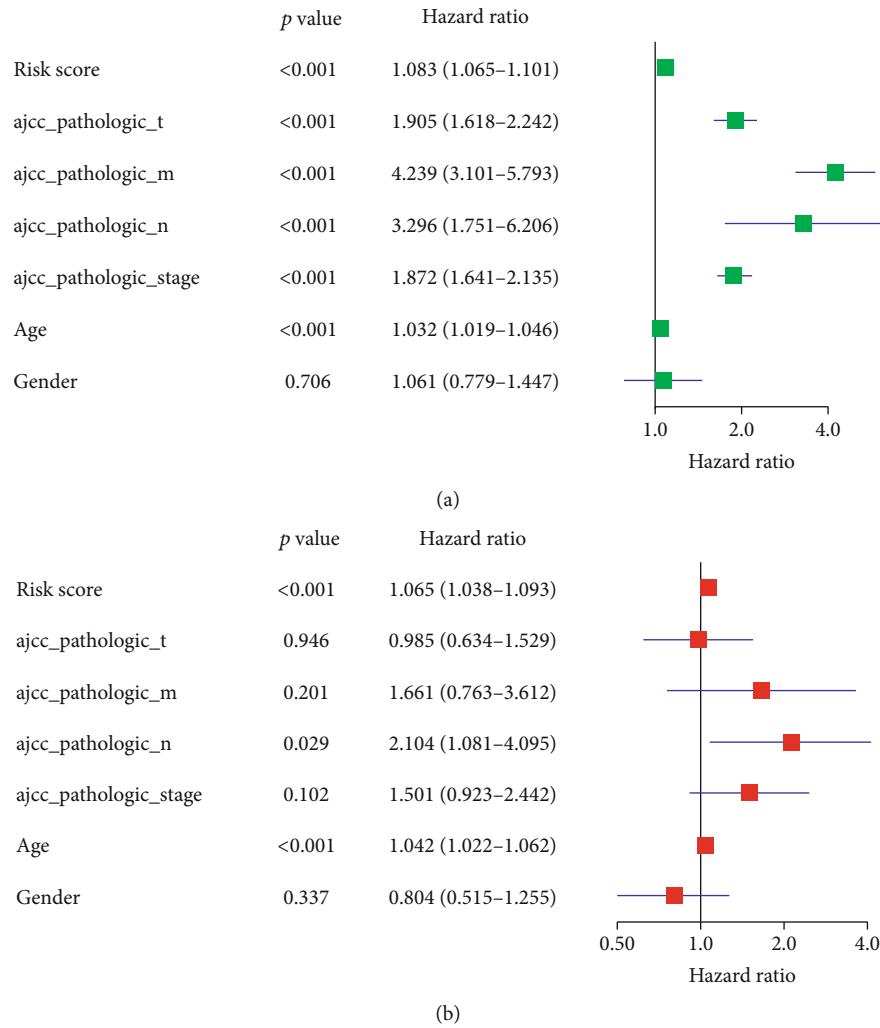 p value Hazard ratio
Risk score <0.001 1.083 (1.065–1.101)
ajcc_pathologic_t <0.001 1.905 (1.618–2.242)
ajcc_pathologic_m <0.001 4.239 (3.101–5.793)
ajcc_pathologic_n <0.001 3.296 (1.751–6.206)
ajcc_pathologic_stage <0.001 1.872 (1.641–2.135)
Age <0.001 1.032 (1.019–1.046)
Gender 0.706 1.061 (0.779–1.447)
1.0 2.0 4.0
Hazard ratio
(a)
p value Hazard ratio
Risk score <0.001 1.065 (1.038–1.093)
ajcc_pathologic_t 0.946 0.985 (0.634–1.529)
ajcc_pathologic_m 0.201 1.661 (0.763–3.612)
ajcc_pathologic_n 0.029 2.104 (1.081–4.095)
ajcc_pathologic_stage 0.102 1.501 (0.923–2.442)
Age <0.001 1.042 (1.022–1.062)
Gender 0.337 0.804 (0.515–1.255)
0.50 1.0 2.0 4.0
Hazard ratio
(b)